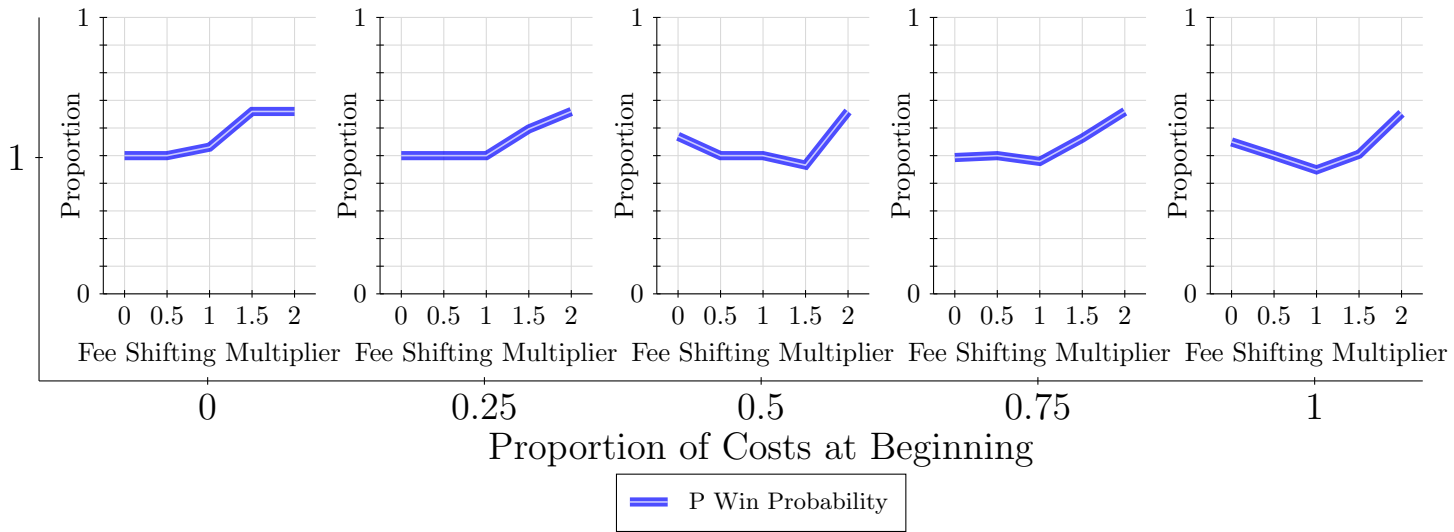 1 1 1 1 1
Proportion Proportion Proportion Proportion Proportion
1
0 0 0 0 0
0 0.5 1 1.5 2 0 0.5 1 1.5 2 0 0.5 1 1.5 2 0 0.5 1 1.5 2 0 0.5 1 1.5 2
Fee Shifting Multiplier Fee Shifting Multiplier Fee Shifting Multiplier Fee Shifting Multiplier Fee Shifting Multiplier
0 0.25 0.5 0.75 1
Proportion of Costs at Beginning
P Win Probability